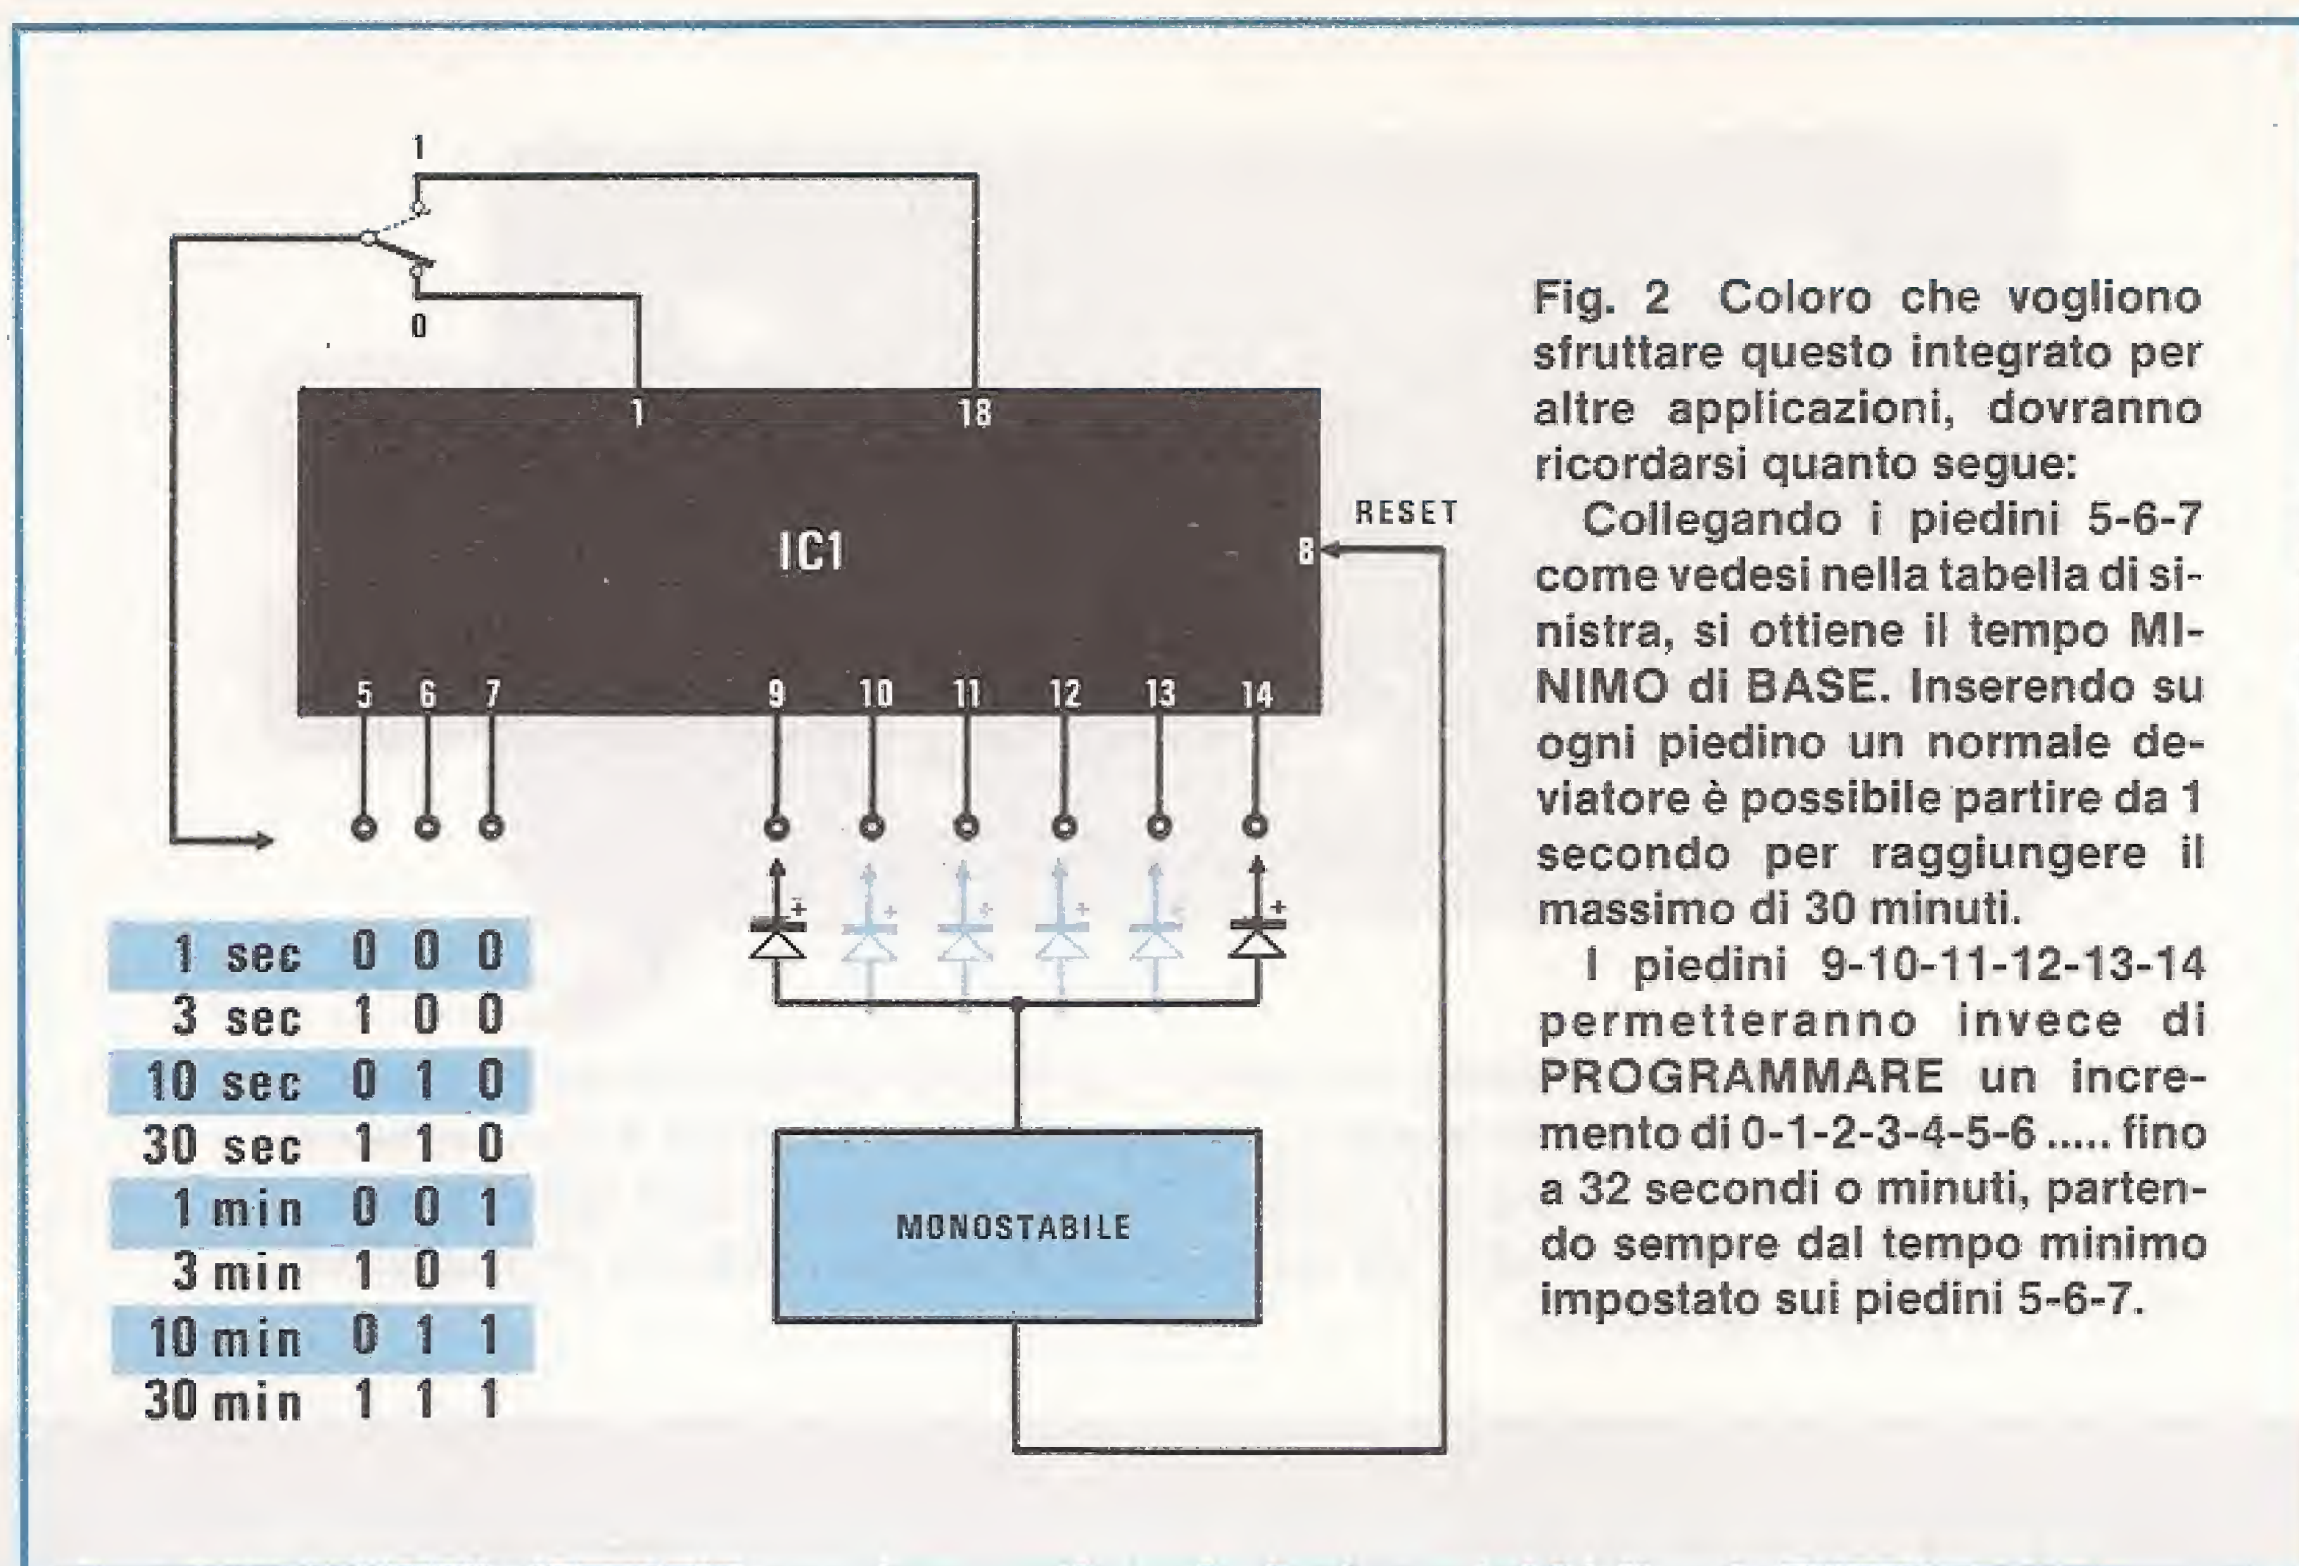 1
0
1 18
IC1
RESET
8
5 6 7 9 10 11 12 13 14
+ + + + + +
1 sec 0 0 0
3 sec 1 0 0
10 sec 0 1 0
30 sec 1 1 0
1 min 0 0 1
3 min 1 0 1
10 min 0 1 1
30 min 1 1 1
MONOSTABILE
Fig. 2 Coloro che vogliono
sfruttare questo integrato per
altre applicazioni, dovranno
ricordarsi quanto segue:
Collegando i piedini 5-6-7
come vedesi nella tabella di si-
nistra, si ottiene il tempo MI-
NIMO di BASE. Inserendo su
ogni piedino un normale de-
viatore è possibile partire da 1
secondo per raggiungere il
massimo di 30 minuti.
I piedini 9-10-11-12-13-14
permetteranno invece di
PROGRAMMARE un incre-
mento di 0-1-2-3-4-5-6 ..... fino
a 32 secondi o minuti, parten-
do sempre dal tempo minimo
impostato sui piedini 5-6-7.